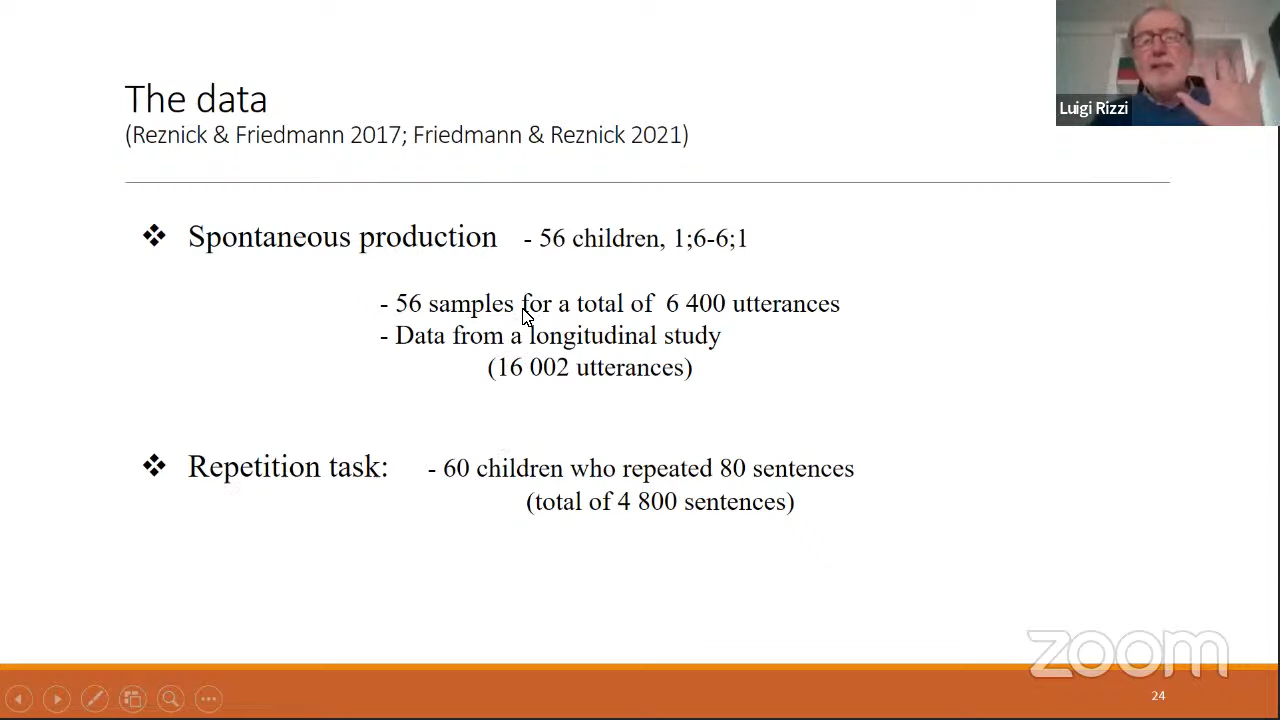 Luigi Rizzi
The data
(Reznick & Friedmann 2017; Friedmann & Reznick 2021)
❖ Spontaneous production - 56 children, 1;6-6;1
- 56 samples for a total of 6 400 utterances
- Data from a longitudinal study
(16 002 utterances)
❖ Repetition task: - 60 children who repeated 80 sentences
(total of 4 800 sentences)
zoom
24